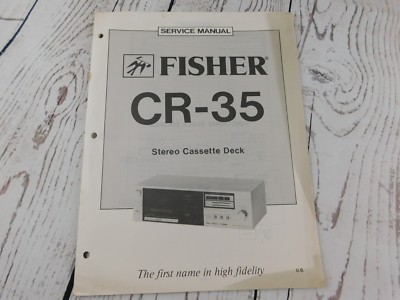 SERVICE MANUAL
FISHER®
CR-35
Stereo Cassette Deck
The first name in high fidelity